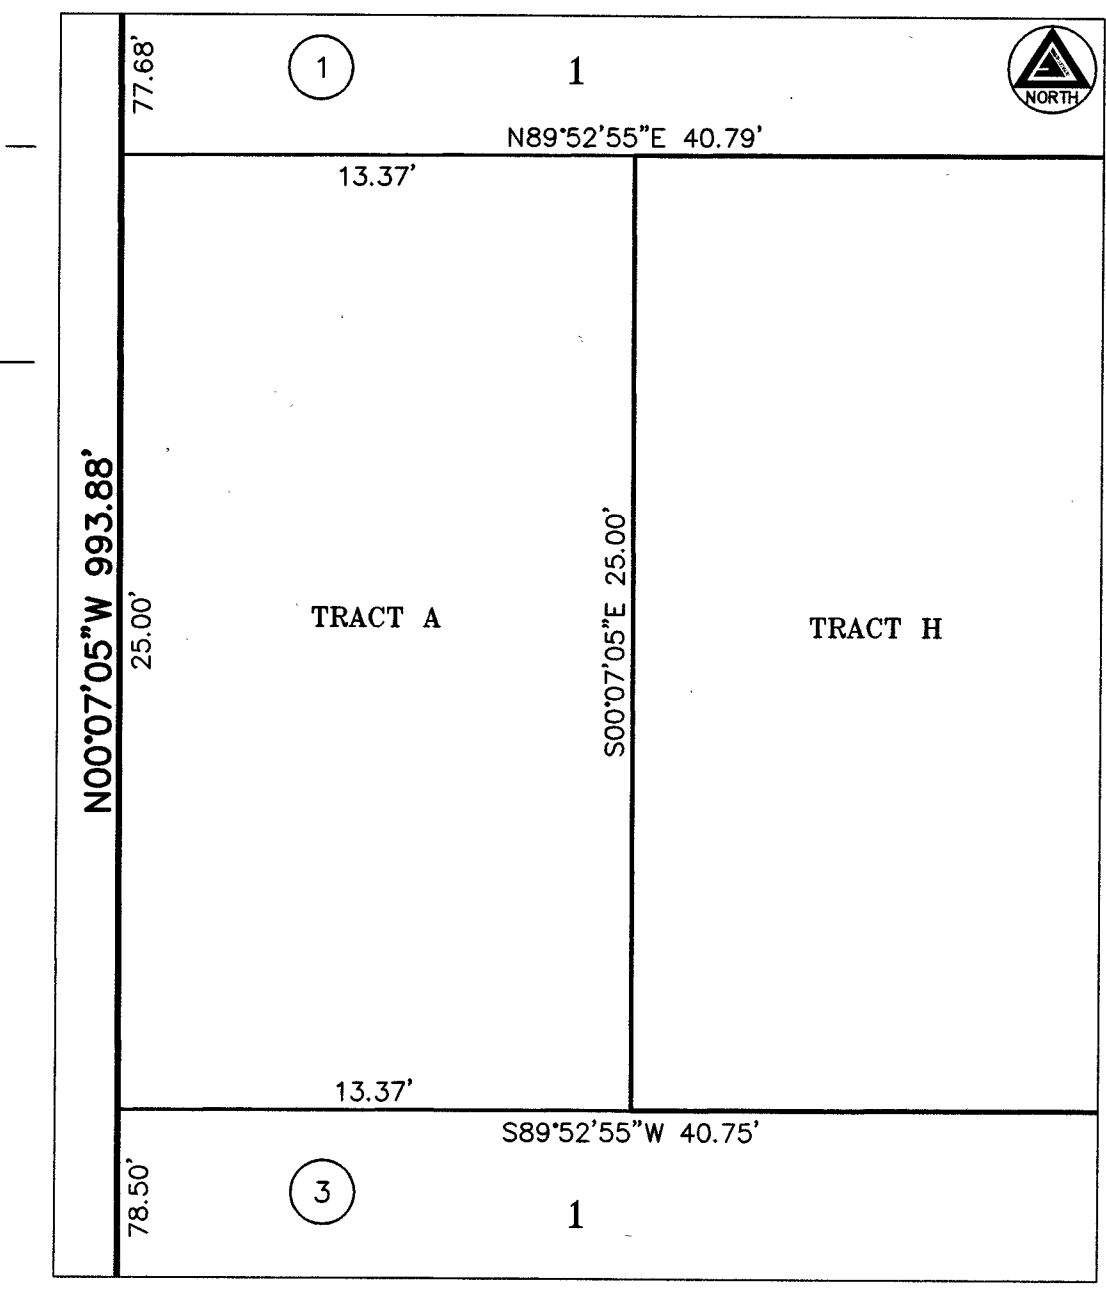 77.68'
1
1
NORTH
N89°52'55"E 40.79'
13.37'
N00°07'05"W 993.88'
25.00'
TRACT A
S00°07'05"E 25.00'
TRACT H
13.37'
S89°52'55"W 40.75'
78.50'
3
1